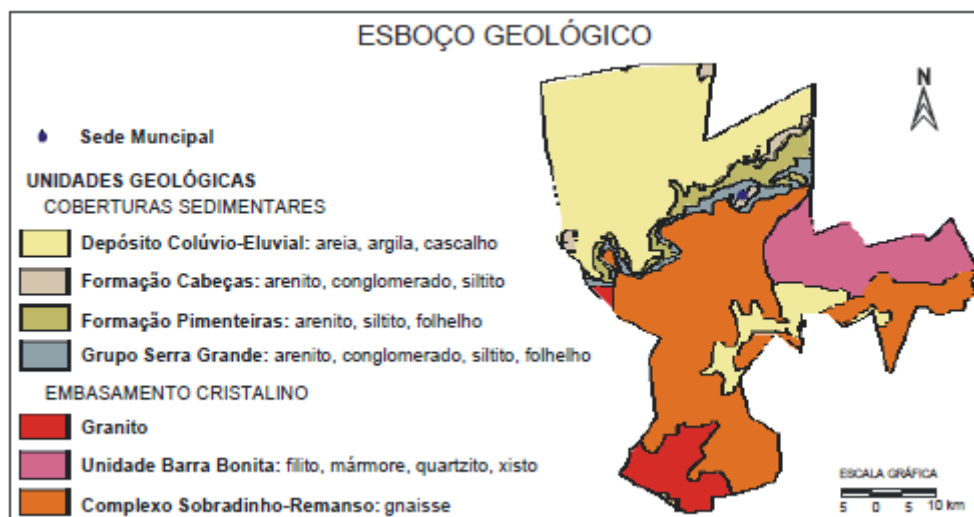 ESBOÇO GEOLÓGICO
N
Sede Muncipal
UNIDADES GEOLÓGICAS
COBERTURAS SEDIMENTARES
Depósito Colúvio-Eluvial: areia, argila, cascalho
Formação Cabeças: arenito, conglomerado, siltito
Formação Pimenteiras: arenito, siltito, folhelho
Grupo Serra Grande: arenito, conglomerado, siltito, folhelho
EMBASAMENTO CRISTALINO
Granito
Unidade Barra Bonita: filito, mármore, quartzito, xisto
Complexo Sobradinho-Remanso: gnaisse
ESCALA GRÁFICA
5 0 5 10 km